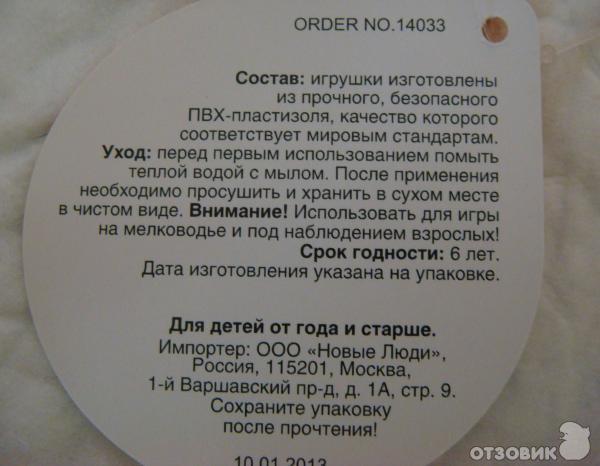 ORDER NO.14033
Состав: игрушки изготовлены
из прочного, безопасного
ПВХ-пластизоля, качество которого
соответствует мировым стандартам.
Уход: перед первым использованием помыть
теплой водой с мылом. После применения
необходимо просушить и хранить в сухом месте
в чистом виде. Внимание! Использовать для игры
на мелководье и под наблюдением взрослых!
Срок годности: 6 лет.
Дата изготовления указана на упаковке.
Для детей от года и старше.
Импортер: ООО «Новые Люди»,
Россия, 115201, Москва,
1-й Варшавский пр-д, д. 1А, стр. 9.
Сохраните упаковку
после прочтения!
10.01.2013
ОТЗОВИК